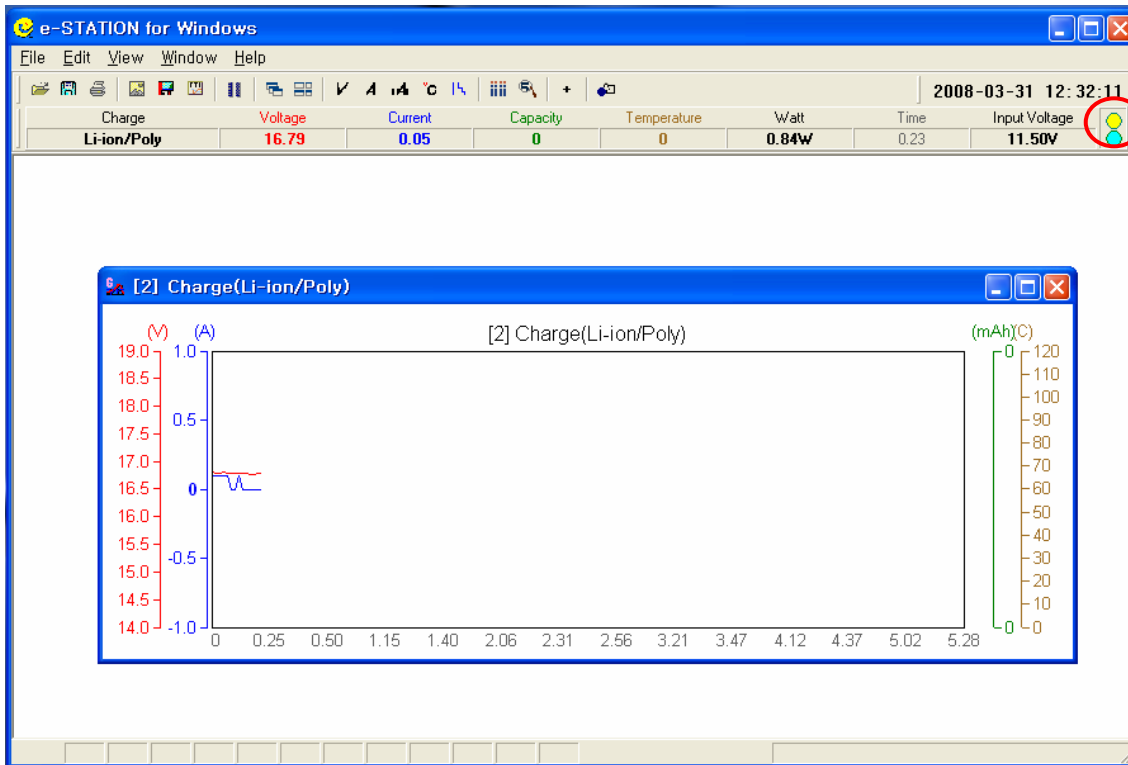 e-STATION for Windows
File Edit View Window Help
V A mA °C
+
2008-03-31 12:32:11
Charge Voltage Current Capacity Temperature Watt Time Input Voltage
Li-ion/Poly 16.79 0.05 0 0 0.84W 0.23 11.50V
[2] Charge(Li-ion/Poly)
(V) (A) [2] Charge(Li-ion/Poly) (mAh) (C)
19.0 1.0 0 120
18.5 110
18.0 100
17.5 0.5 90
80
17.0 70
16.5 0 60
16.0 50
15.5 -0.5 40
15.0 30
20
14.5 10
14.0 -1.0 0 0
0 0.25 0.50 1.15 1.40 2.06 2.31 2.56 3.21 3.47 4.12 4.37 5.02 5.28